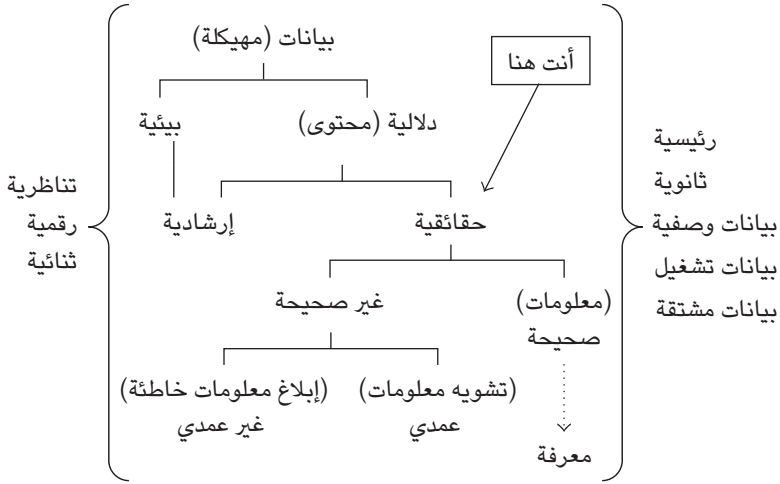 بيانات (مهيكلة)
أنت هنا
بيئية
دلالية (محتوى)
إرشادية
حقائقية
غير صحيحة
(معلومات)
صحيحة
(إبلاغ معلومات خاطئة)
غير عمدي
(تشويه معلومات)
عمدي
معرفة
رئيسية
ثانوية
بيانات وصفية
بيانات تشغيل
بيانات مشتقة
تناظرية
رقمية
ثنائية